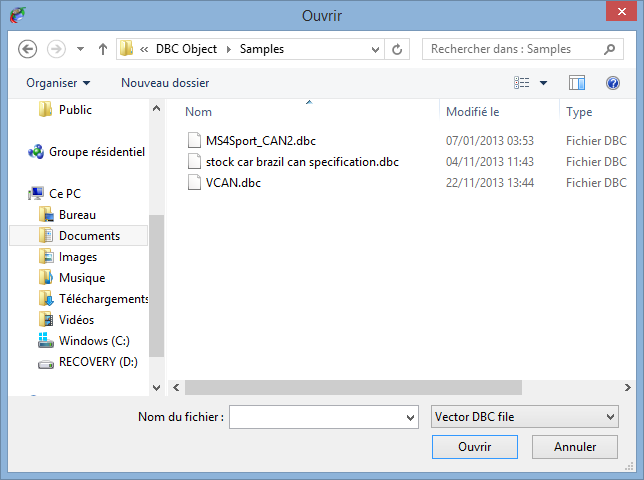 Ouvrir
« DBC Object Samples
Rechercher dans : Samples
Organiser Nouveau dossier
Nom Modifié le Type
MS4Sport_CAN2.dbc 07/01/2013 03:53 Fichier DBC
stock car brazil can specification.dbc 04/11/2013 11:43 Fichier DBC
VCAN.dbc 22/11/2013 13:44 Fichier DBC
Public
Groupe résidentiel
Ce PC
Bureau
Documents
Images
Musique
Téléchargements
Vidéos
Windows (C:)
RECOVERY (D:)
Nom du fichier : Vector DBC file
Ouvrir Annuler